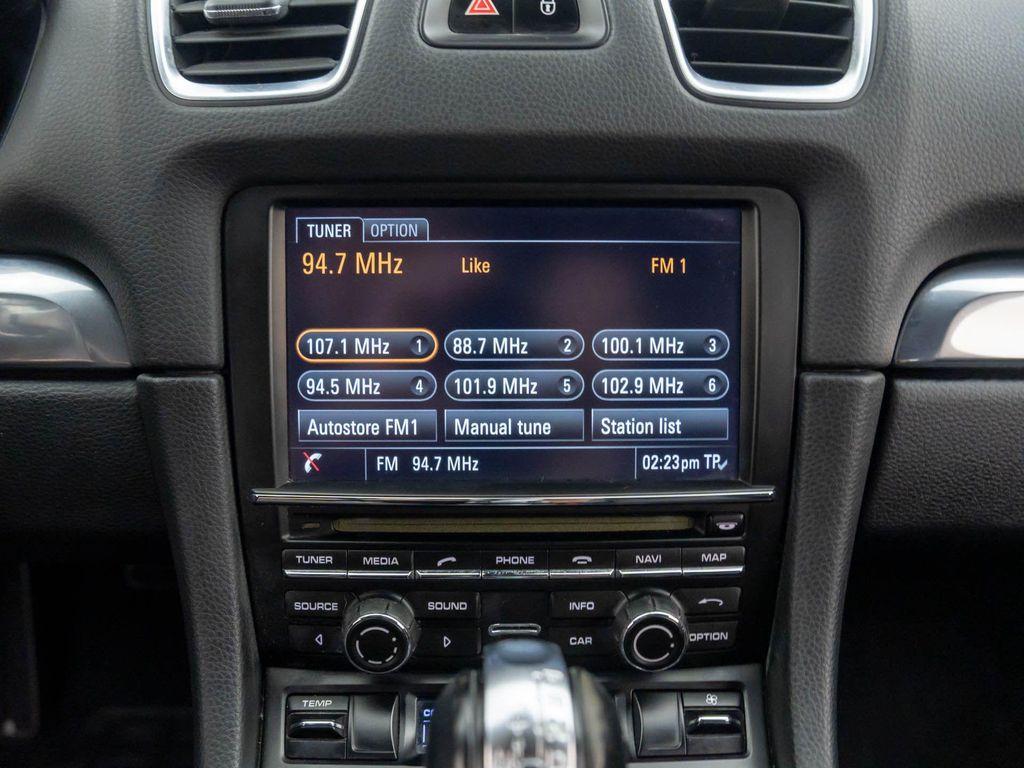 TUNER OPTION
94.7 MHz Like FM 1
107.1 MHz 1 88.7 MHz 2 100.1 MHz 3
94.5 MHz 4 101.9 MHz 5 102.9 MHz 6
Autostore FM1 Manual tune Station list
FM 94.7 MHz 02:23pm TP
TUNER MEDIA PHONE NAVI MAP
SOURCE SOUND INFO
CAR OPTION
TEMP